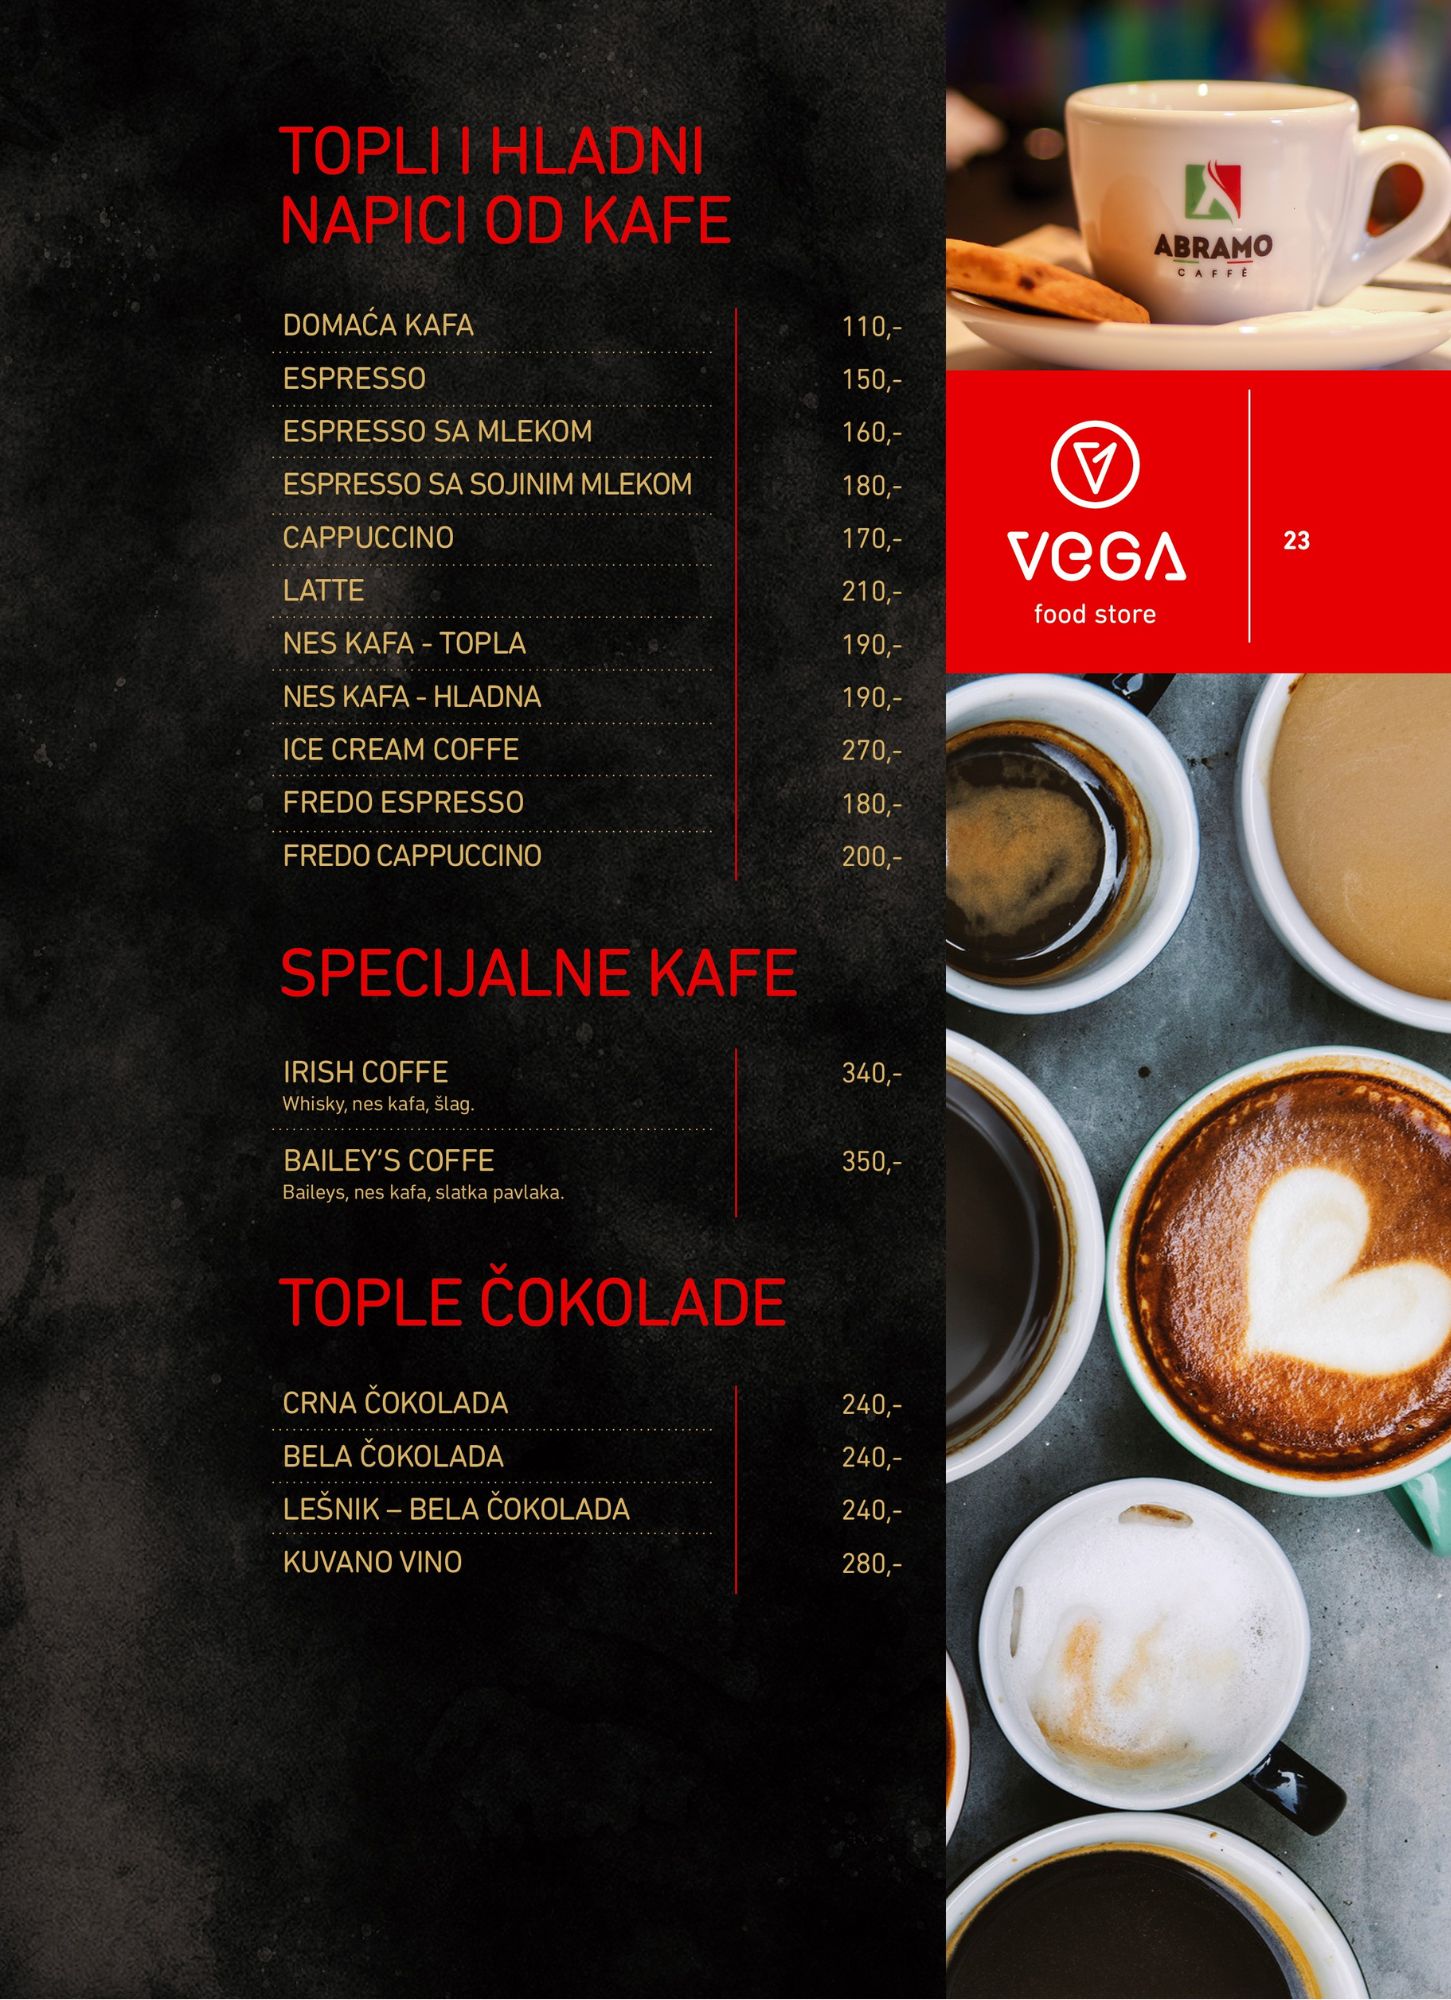 TOPLI I HLADNI
NAPICI OD KAFE
DOMAĆA KAFA 110,-
ESPRESSO 150,-
ESPRESSO SA MLEKOM 160,-
ESPRESSO SA SOJINIM MLEKOM 180,-
CAPPUCCINO 170,-
LATTE 210,-
NES KAFA - TOPLA 190,-
NES KAFA - HLADNA 190,-
ICE CREAM COFFE 270,-
FREDO ESPRESSO 180,-
FREDO CAPPUCCINO 200,-
SPECIJALNE KAFE
IRISH COFFE 340,-
Whisky, nes kafa, šlag.
BAILEY'S COFFE 350,-
Baileys, nes kafa, slatka pavlaka.
TOPLE ČOKOLADE
CRNA ČOKOLADA 240,-
BELA ČOKOLADA 240,-
LEŠNIK – BELA ČOKOLADA 240,-
KUVANO VINO 280,-
ABRAMO
CAFFÈ
VEGA
food store
23